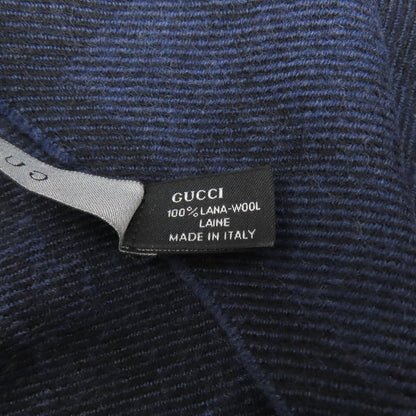 GUCCI
100% LANA-WOOL
LAINE
MADE IN ITALY